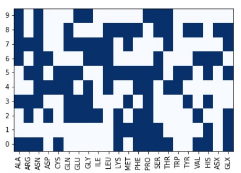 9
8
7
6
5
4
3
2
1
0
ALA
ARG
ASN
ASP
CYS
GLN
GLU
GLY
ILE
LEU
LYS
MET
PHE
PRO
SER
THR
TRP
TYR
VAL
HIS
ASX
GLX